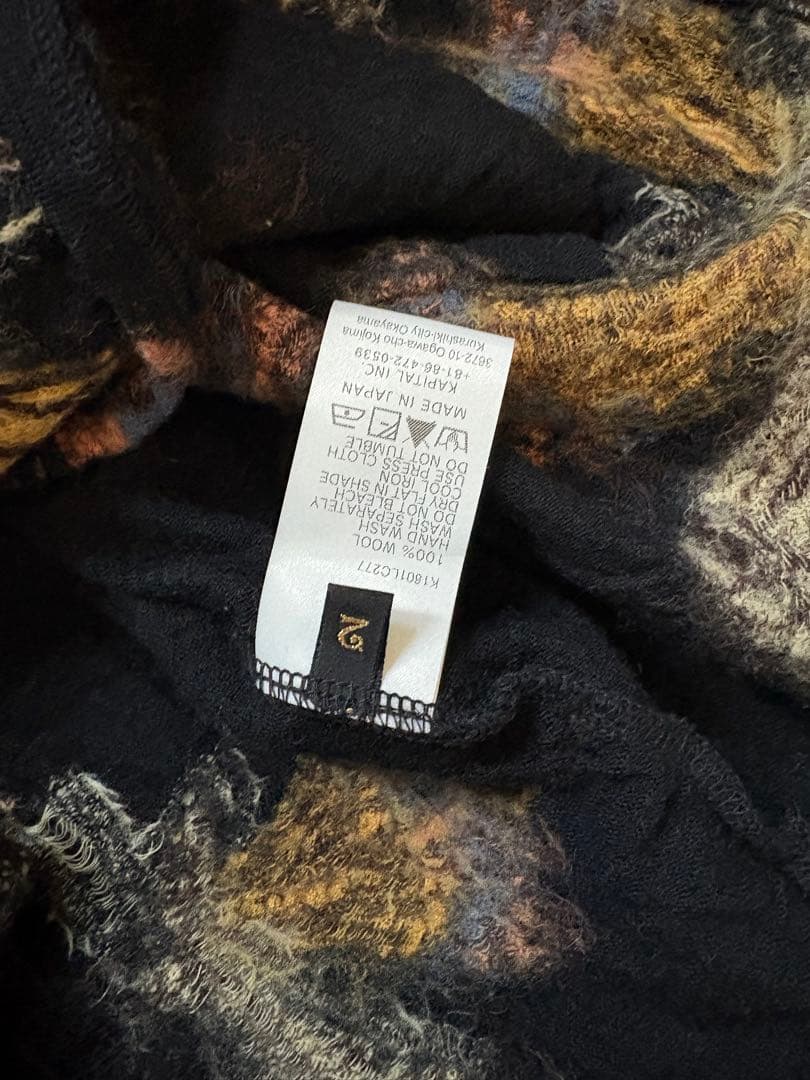 2
K1801LC277
100% WOOL
HAND WASH
WASH SEPARATELY
DO NOT BLEACH
DRY FLAT IN SHADE
COOL IRON
USE PRESS CLOTH
DO NOT TUMBLE
MADE IN JAPAN
KAPITAL INC.
+81-86-472-0539
3672-10 Ogawa-cho Kojima
Kurashiki-city Okayama